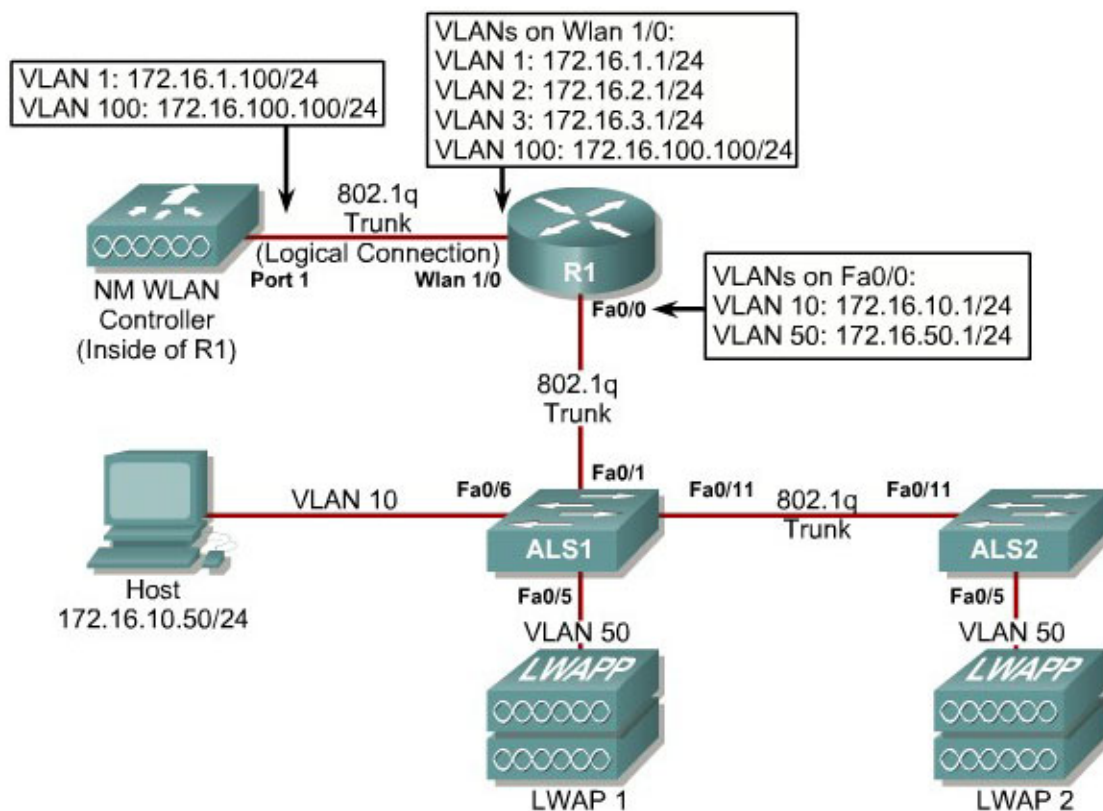 VLANs on Wlan 1/0:
VLAN 1: 172.16.1.1/24
VLAN 2: 172.16.2.1/24
VLAN 3: 172.16.3.1/24
VLAN 100: 172.16.100.100/24
VLAN 1: 172.16.1.100/24
VLAN 100: 172.16.100.100/24
802.1q
Trunk
(Logical Connection)
Port 1
Wlan 1/0
R1
NM WLAN
Controller
(Inside of R1)
Fa0/0
VLANs on Fa0/0:
VLAN 10: 172.16.10.1/24
VLAN 50: 172.16.50.1/24
802.1q
Trunk
VLAN 10
Fa0/6
Fa0/1
Fa0/11
802.1q
Trunk
Fa0/11
ALS1
ALS2
Host
172.16.10.50/24
Fa0/5
VLAN 50
LWAPP
LWAP 1
Fa0/5
VLAN 50
LWAPP
LWAP 2